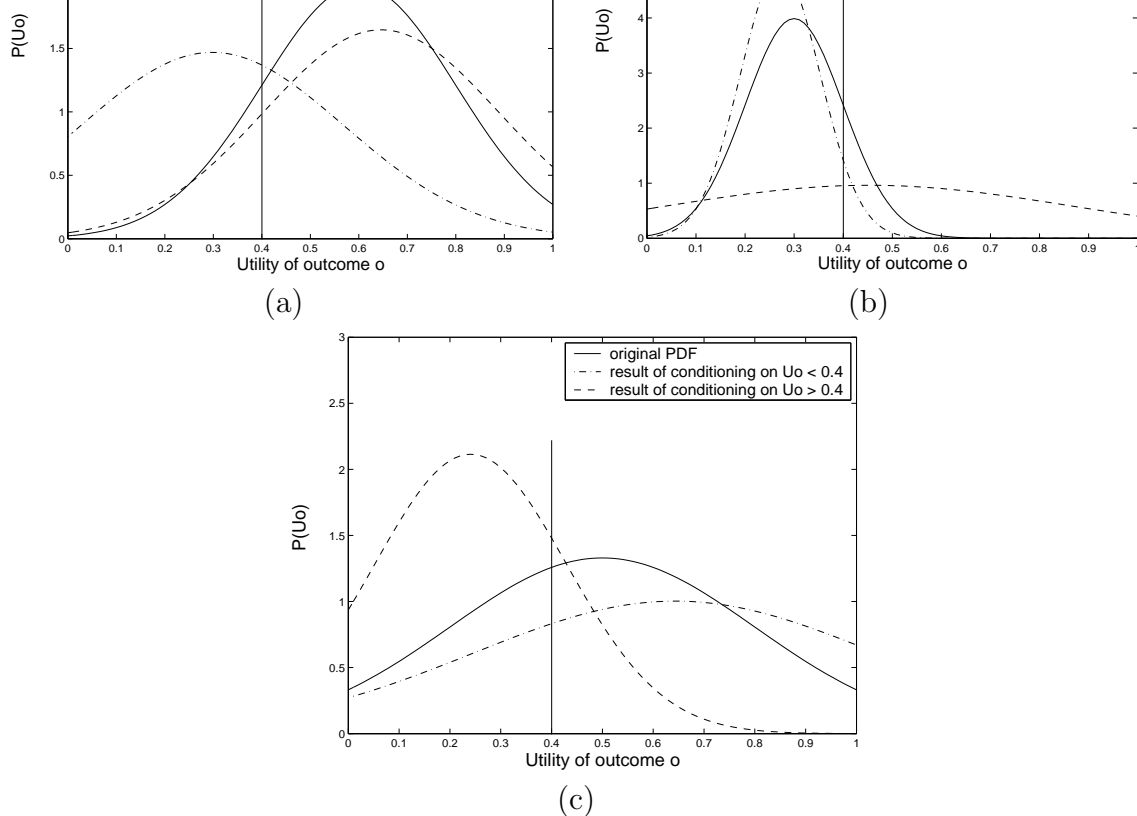 P(Uo)
1.5
1
0.5
0
0 0.1 0.2 0.3 0.4 0.5 0.6 0.7 0.8 0.9 1
Utility of outcome o
(a)
P(Uo)
4
3
2
1
0
0 0.1 0.2 0.3 0.4 0.5 0.6 0.7 0.8 0.9 1
Utility of outcome o
(b)
3
2.5
2
1.5
1
0.5
0
P(Uo)
original PDF
result of conditioning on Uo < 0.4
result of conditioning on Uo > 0.4
0 0.1 0.2 0.3 0.4 0.5 0.6 0.7 0.8 0.9 1
Utility of outcome o
(c)